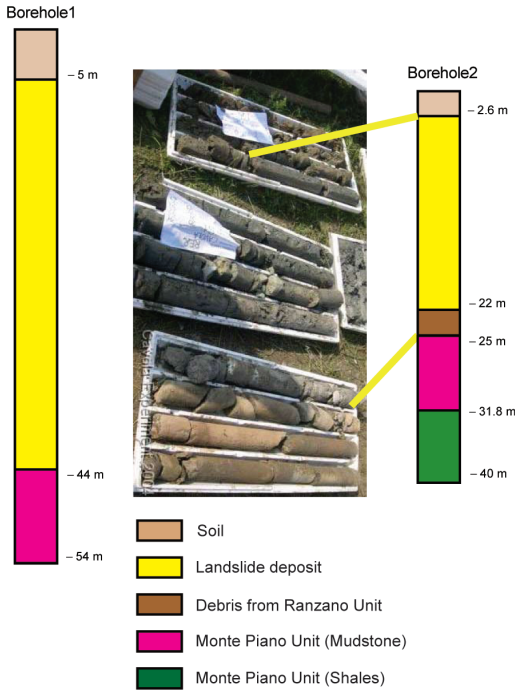 Borehole1
– 5 m
– 44 m
– 54 m
Borehole2
– 2.6 m
– 22 m
– 25 m
– 31.8 m
– 40 m
Soil
Landslide deposit
Debris from Ranzano Unit
Monte Piano Unit (Mudstone)
Monte Piano Unit (Shales)